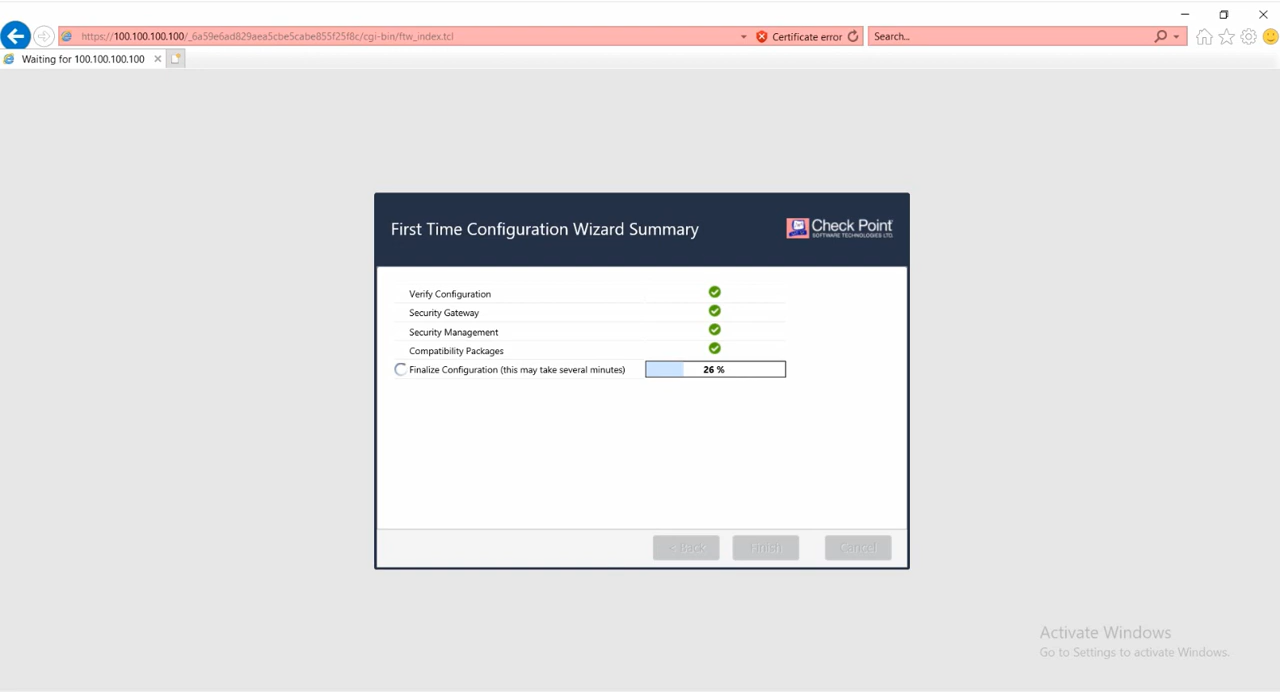 https://100.100.100.100/_6a59e6ad829aea5cbe5cabe855f25f8c/cgi-bin/ftw_index.tcl
Certificate error
Search...
Waiting for 100.100.100.100
First Time Configuration Wizard Summary
Check Point
SOFTWARE TECHNOLOGIES LTD.
Verify Configuration
Security Gateway
Security Management
Compatibility Packages
Finalize Configuration (this may take several minutes)
26 %
< Back
Finish
Cancel
Activate Windows
Go to Settings to activate Windows.